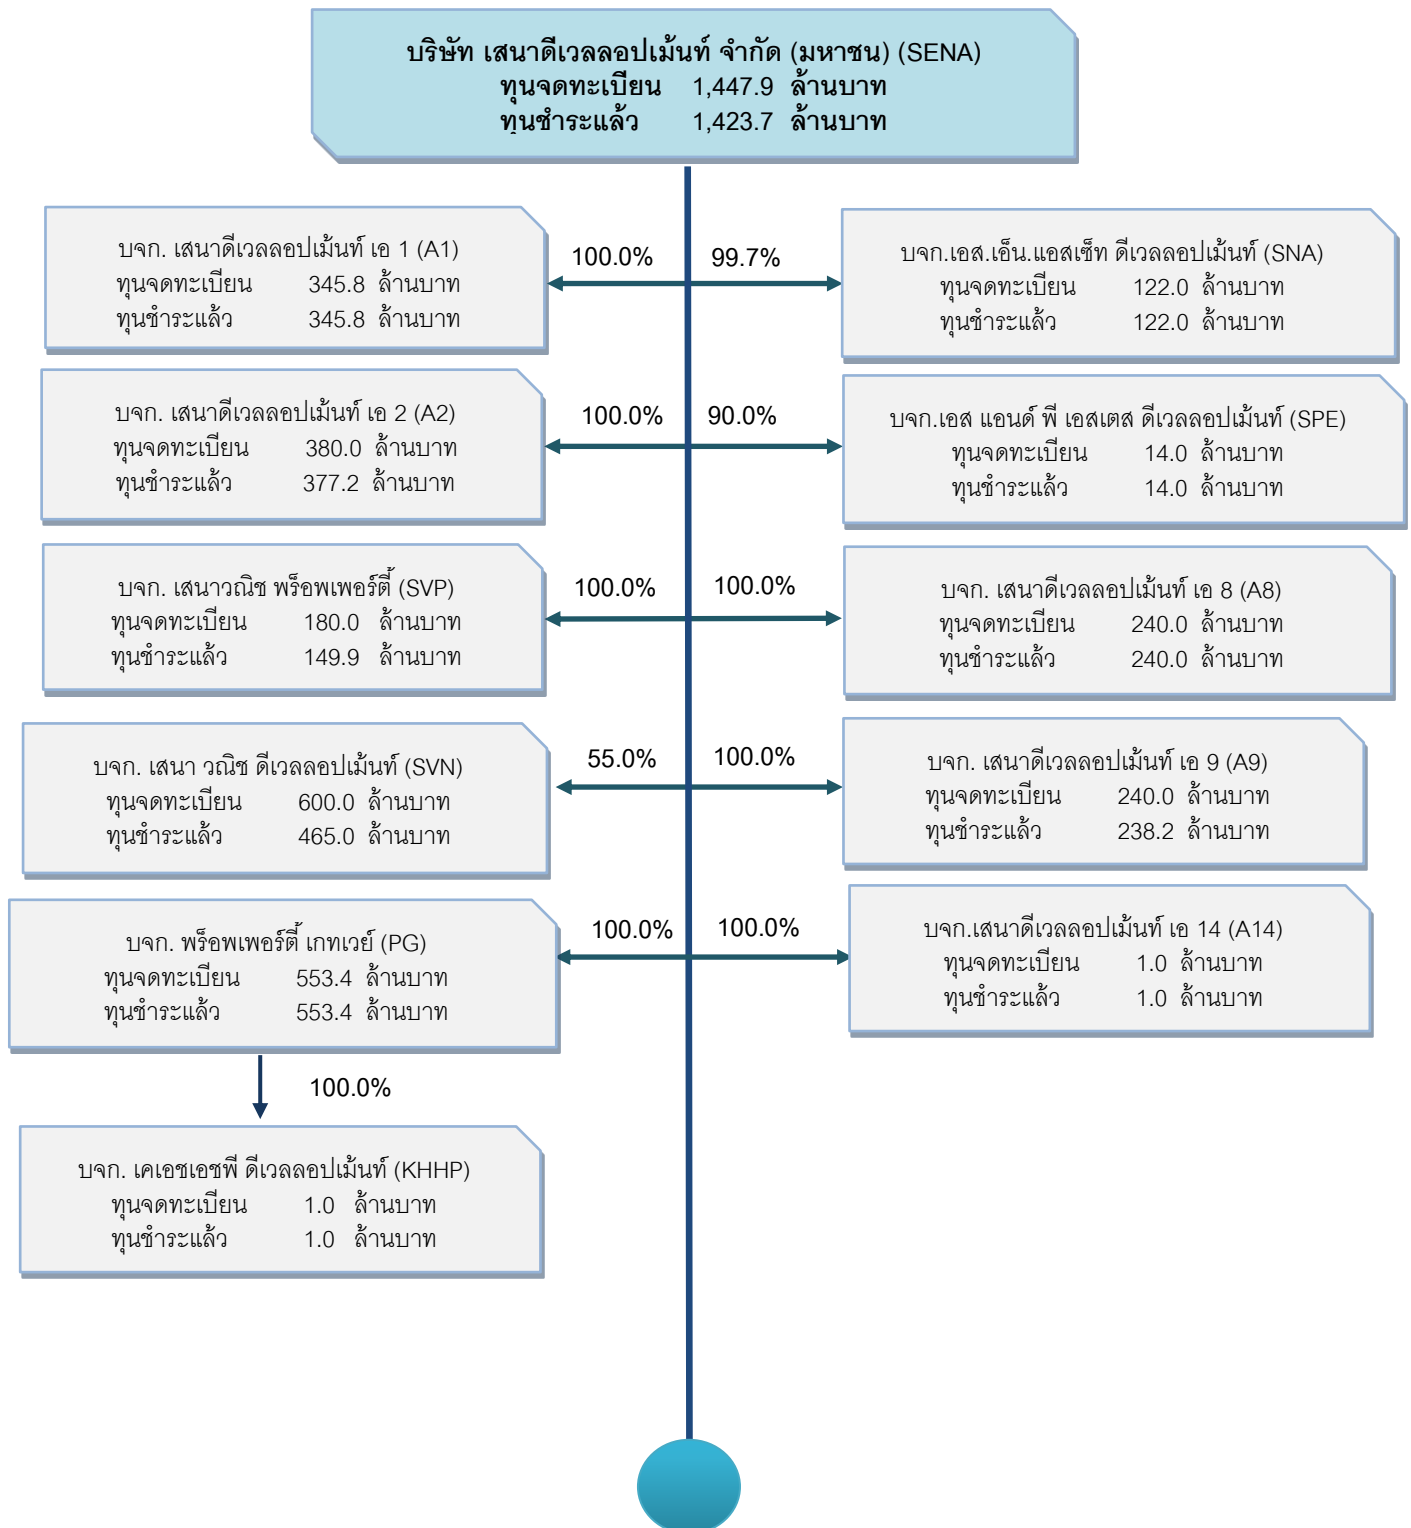 บริษัท เสนาดีเวลลอปเม้นท์ จำกัด (มหาชน) (SENA)
ทุนจดทะเบียน 1,447.9 ล้านบาท
ทุนชำระแล้ว 1,423.7 ล้านบาท
บจก. เสนาดีเวลลอปเม้นท์ เอ 1 (A1)
ทุนจดทะเบียน 345.8 ล้านบาท
ทุนชำระแล้ว 345.8 ล้านบาท
100.0%
99.7%
บจก.เอส.เอ็น.แอสเซ็ท ดีเวลลอปเม้นท์ (SNA)
ทุนจดทะเบียน 122.0 ล้านบาท
ทุนชำระแล้ว 122.0 ล้านบาท
บจก. เสนาดีเวลลอปเม้นท์ เอ 2 (A2)
ทุนจดทะเบียน 380.0 ล้านบาท
ทุนชำระแล้ว 377.2 ล้านบาท
100.0%
90.0%
บจก.เอส แอนด์ พี เอสเตส ดีเวลลอปเม้นท์ (SPE)
ทุนจดทะเบียน 14.0 ล้านบาท
ทุนชำระแล้ว 14.0 ล้านบาท
บจก. เสนาวณิช พร็อพเพอร์ตี้ (SVP)
ทุนจดทะเบียน 180.0 ล้านบาท
ทุนชำระแล้ว 149.9 ล้านบาท
100.0%
100.0%
บจก. เสนาดีเวลลอปเม้นท์ เอ 8 (A8)
ทุนจดทะเบียน 240.0 ล้านบาท
ทุนชำระแล้ว 240.0 ล้านบาท
บจก. เสนา วณิช ดีเวลลอปเม้นท์ (SVN)
ทุนจดทะเบียน 600.0 ล้านบาท
ทุนชำระแล้ว 465.0 ล้านบาท
55.0%
100.0%
บจก. เสนาดีเวลลอปเม้นท์ เอ 9 (A9)
ทุนจดทะเบียน 240.0 ล้านบาท
ทุนชำระแล้ว 238.2 ล้านบาท
บจก. พร็อพเพอร์ตี้ เกทเวย์ (PG)
ทุนจดทะเบียน 553.4 ล้านบาท
ทุนชำระแล้ว 553.4 ล้านบาท
100.0%
100.0%
บจก.เสนาดีเวลลอปเม้นท์ เอ 14 (A14)
ทุนจดทะเบียน 1.0 ล้านบาท
ทุนชำระแล้ว 1.0 ล้านบาท
100.0%
บจก. เคเอชเอชพี ดีเวลลอปเม้นท์ (KHHP)
ทุนจดทะเบียน 1.0 ล้านบาท
ทุนชำระแล้ว 1.0 ล้านบาท